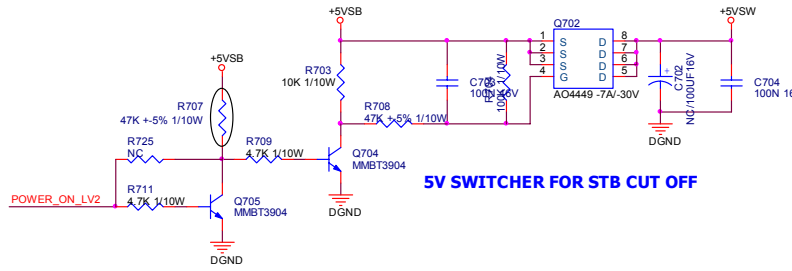 +5VSB
+5VSB
Q702
+5VSW
1
2
3
4
S
S
S
G
D
D
D
D
8
7
6
5
AO4449 -7A/-30V
R703
10K 1/10W
R707
47K +-5% 1/10W
R708
47K +-5% 1/10W
100N 16V
100K 1/10W
C702
NC/100UF16V
+
C704
100N 16
DGND
R725
NC
R709
4.7K 1/10W
Q704
MMBT3904
DGND
5V SWITCHER FOR STB CUT OFF
POWER_ON_LV2
R711
4.7K 1/10W
Q705
MMBT3904
DGND